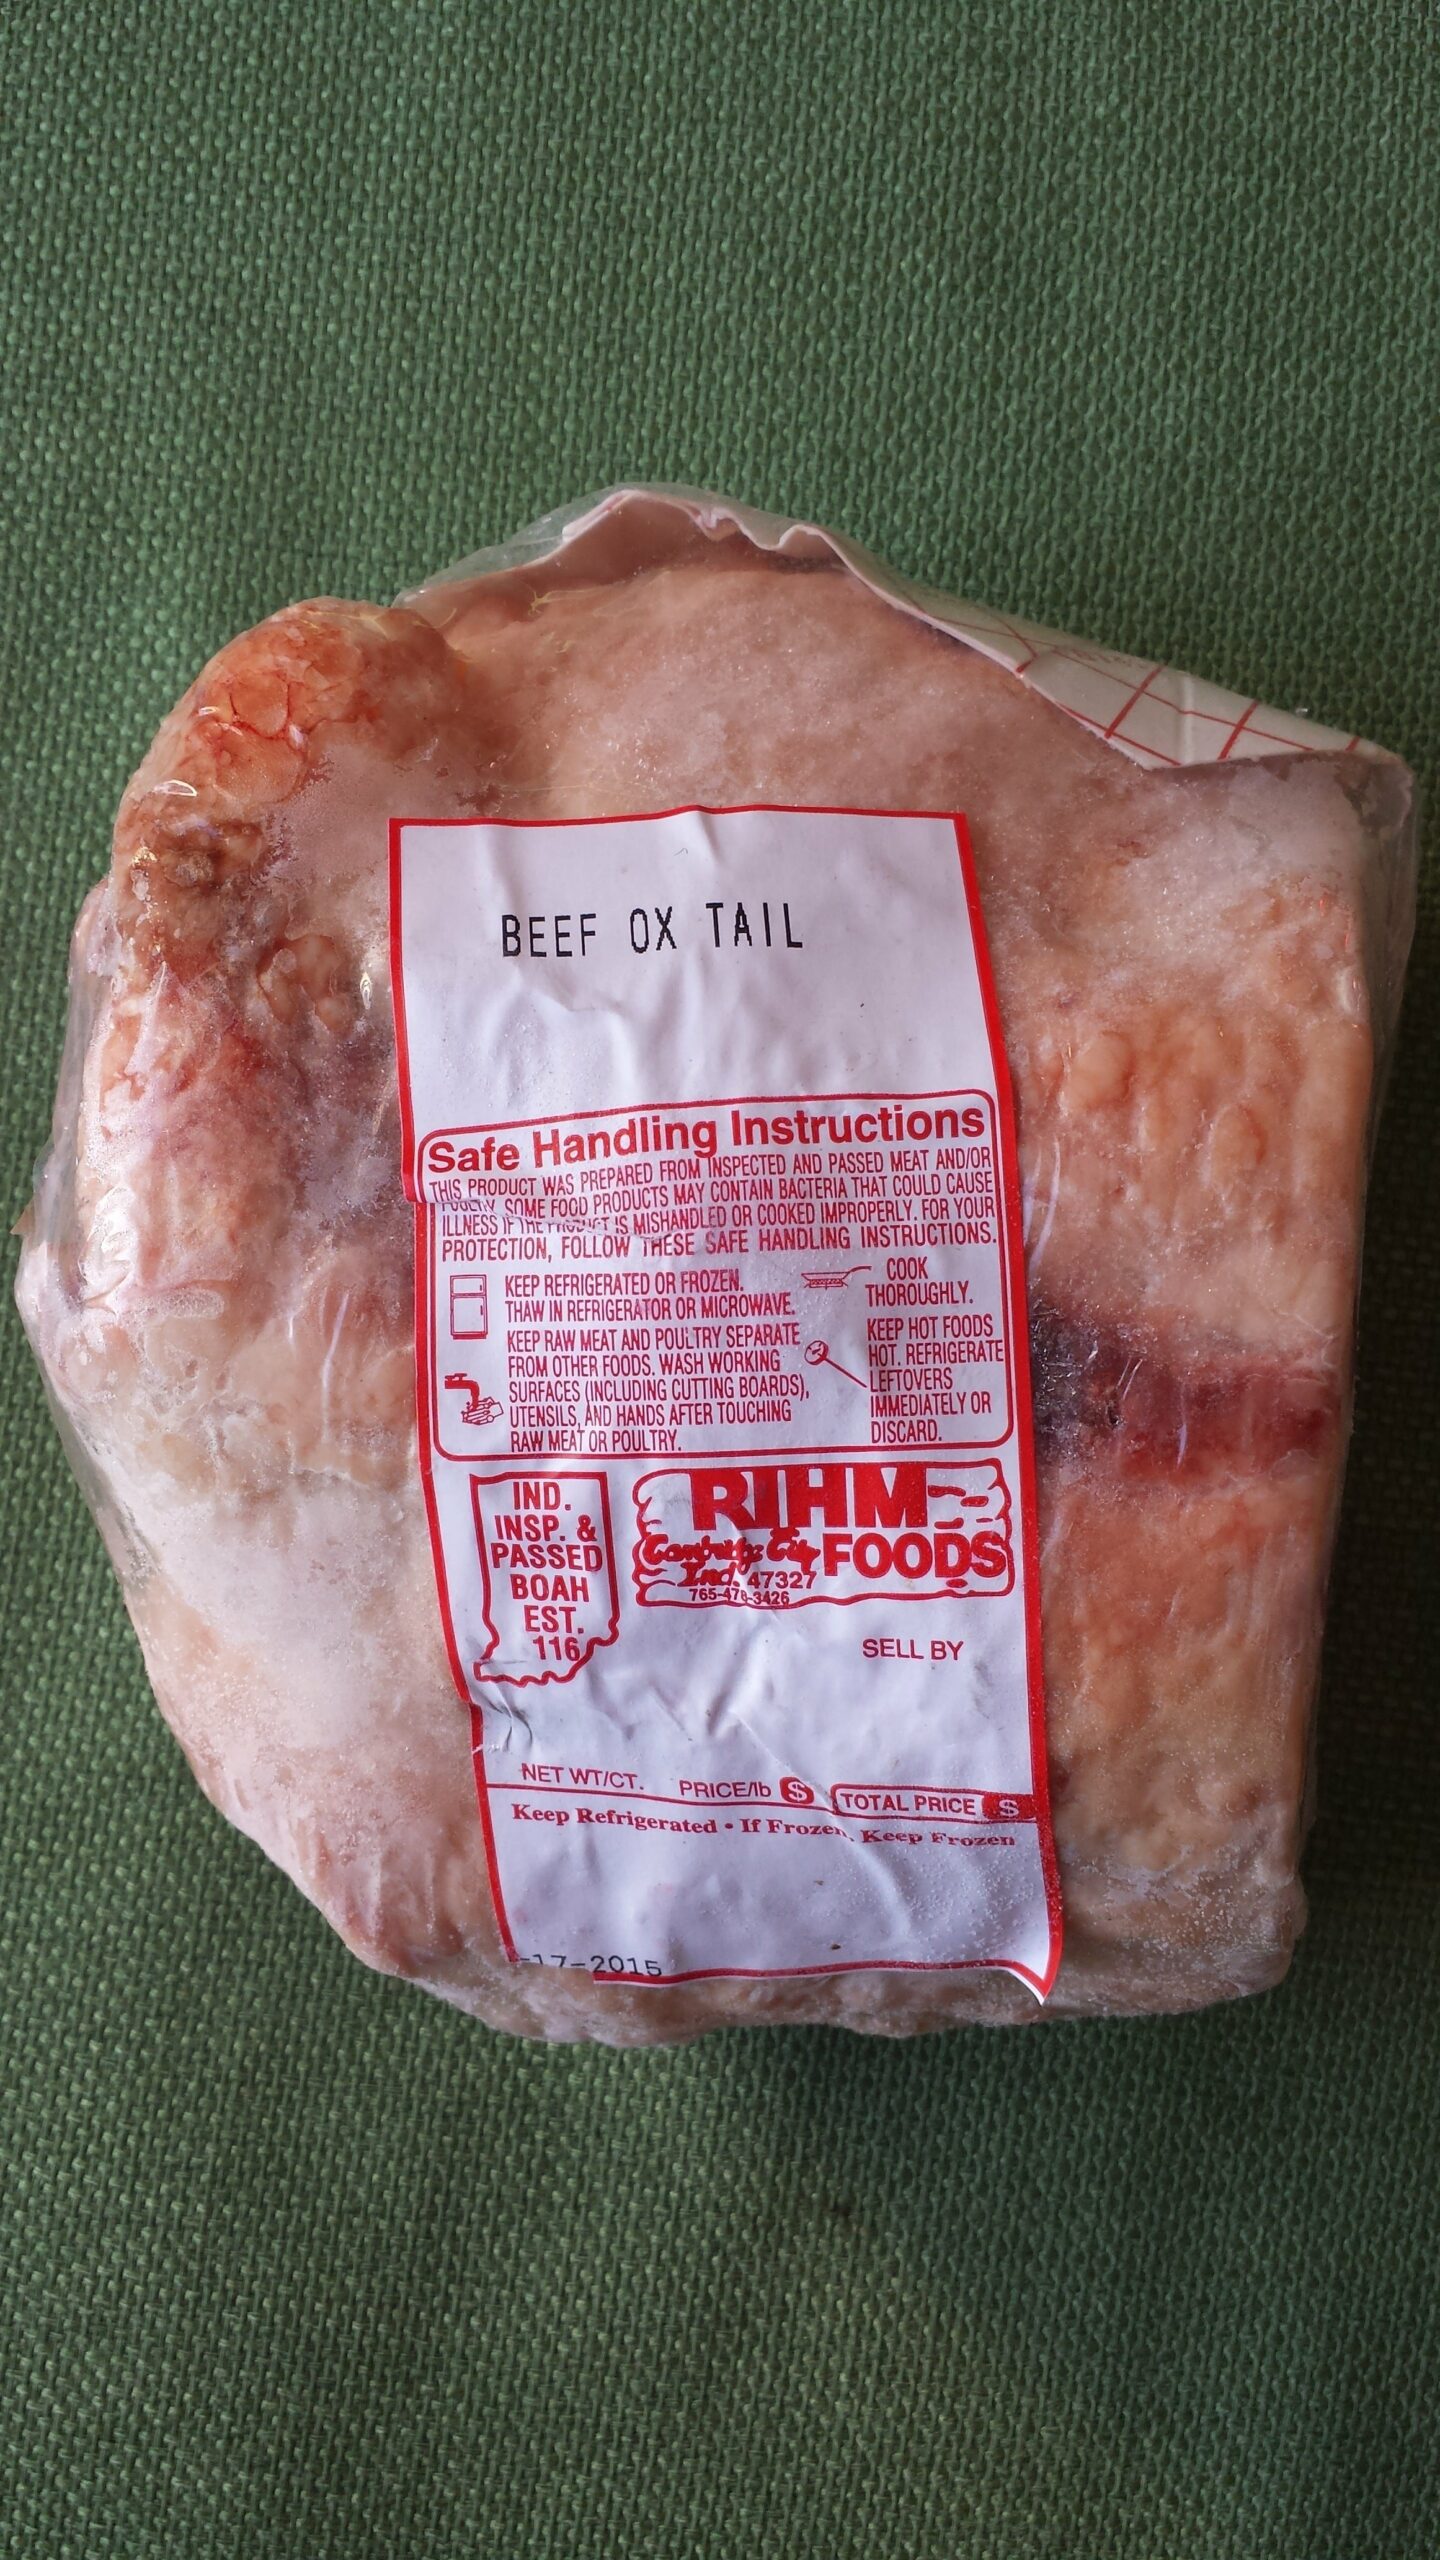 BEEF OX TAIL
Safe Handling Instructions
THIS PRODUCT WAS PREPARED FROM INSPECTED AND PASSED MEAT AND/OR
POULTRY. SOME FOOD PRODUCTS MAY CONTAIN BACTERIA THAT COULD CAUSE
ILLNESS IF THE PRODUCT IS MISHANDLED OR COOKED IMPROPERLY. FOR YOUR
PROTECTION, FOLLOW THESE SAFE HANDLING INSTRUCTIONS.
KEEP REFRIGERATED OR FROZEN.
THAW IN REFRIGERATOR OR MICROWAVE.
KEEP RAW MEAT AND POULTRY SEPARATE
FROM OTHER FOODS. WASH WORKING
SURFACES (INCLUDING CUTTING BOARDS),
UTENSILS, AND HANDS AFTER TOUCHING
RAW MEAT OR POULTRY.
COOK
THOROUGHLY.
KEEP HOT FOODS
HOT. REFRIGERATE
LEFTOVERS
IMMEDIATELY OR
DISCARD.
IND.
INSP. &
PASSED
BOAH
EST.
116
RIHM
FOODS
Cambridge City
Ind. 47327
765-478-3426
SELL BY
NET WT/CT. PRICE/lb $ TOTAL PRICE $
Keep Refrigerated • If Frozen, Keep Frozen
-17-2015